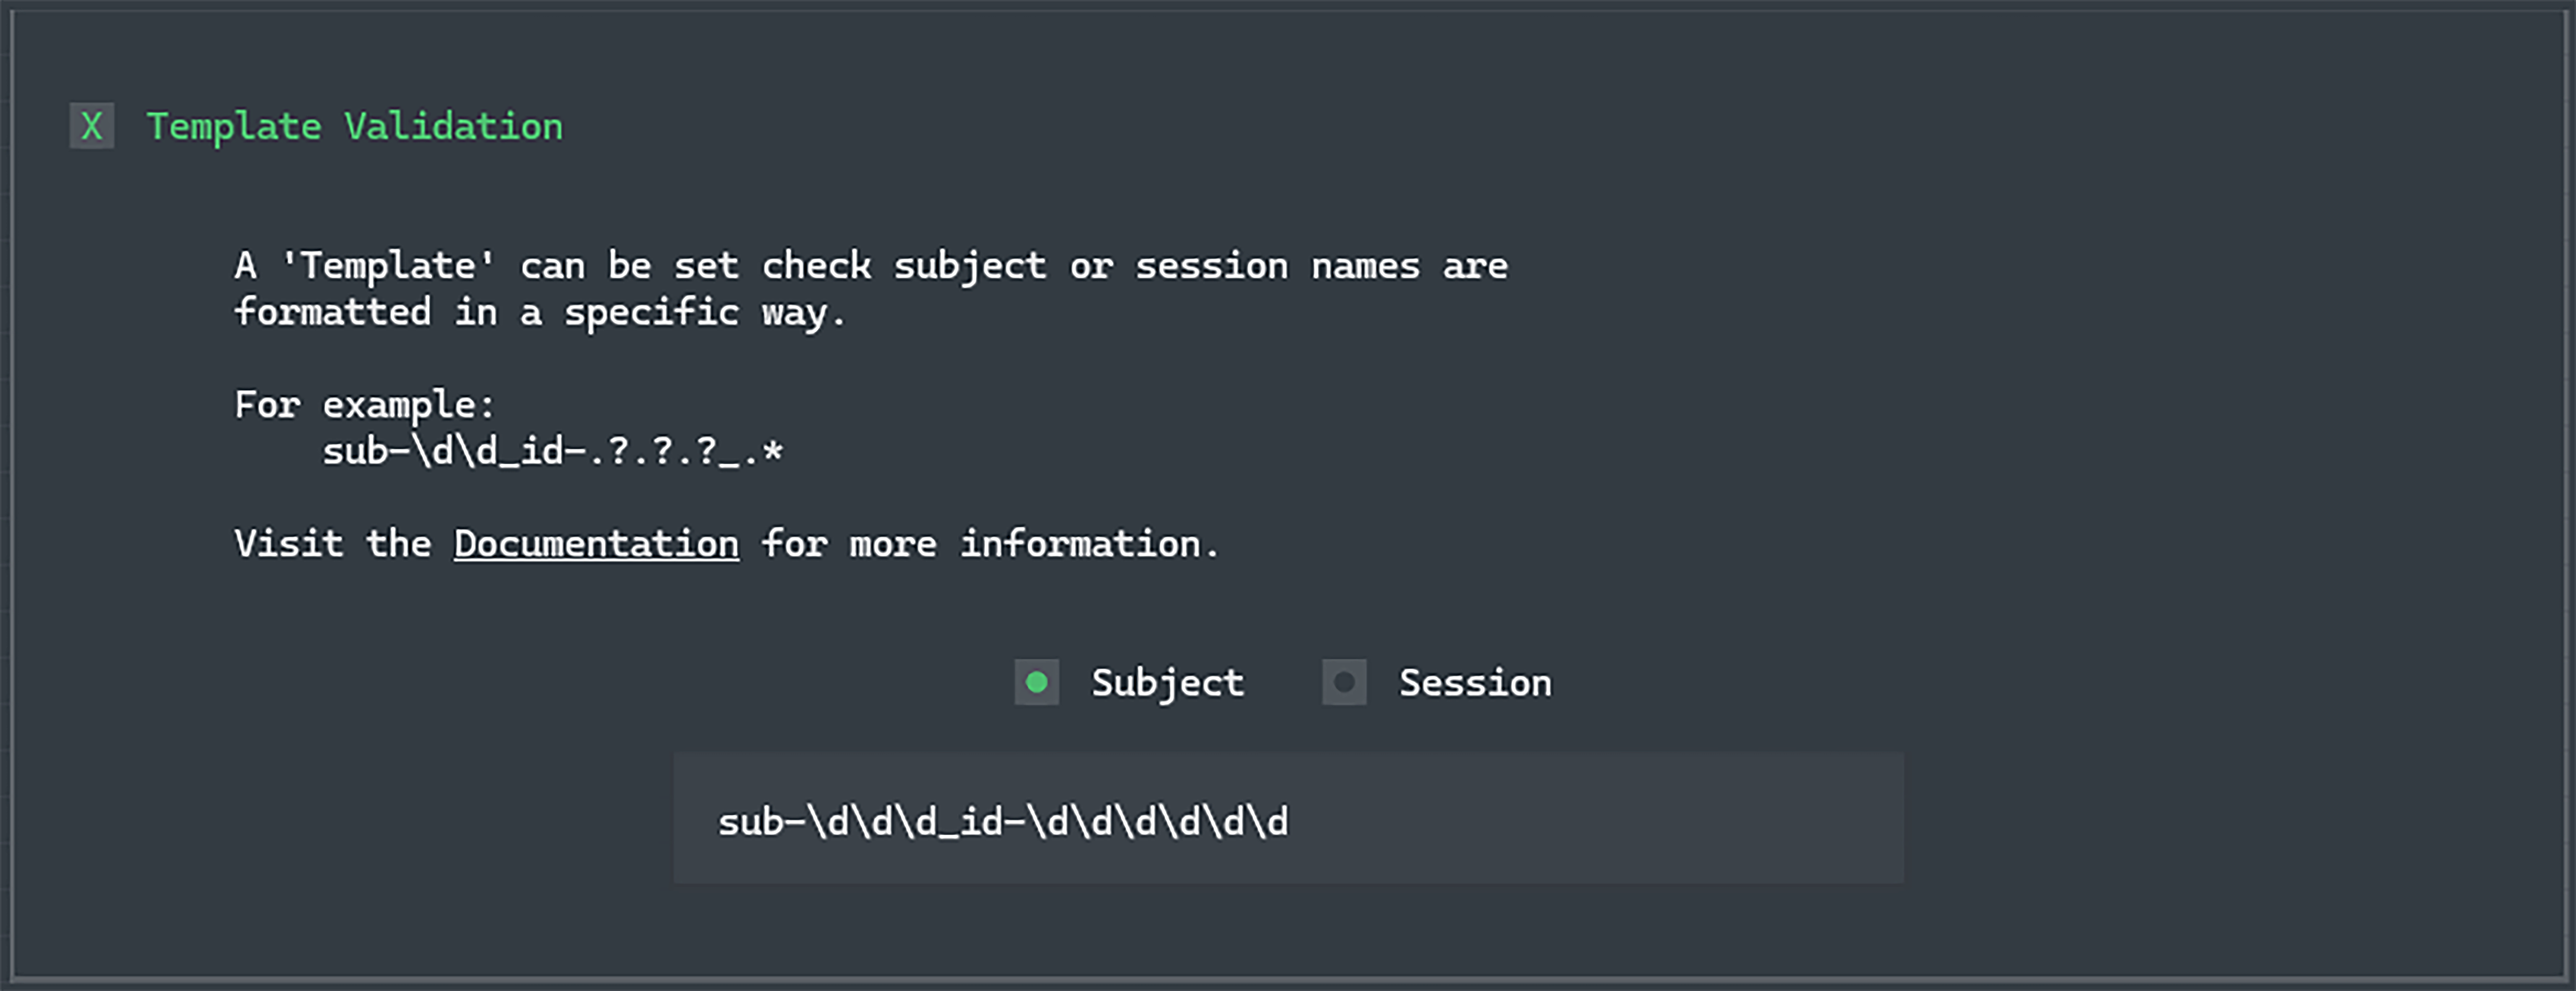 X Template Validation
A 'Template' can be set check subject or session names are
formatted in a specific way.
For example:
sub-\d\d_id-.?.?.?_.*
Visit the Documentation for more information.
Subject Session
sub-\d\d\d_id-\d\d\d\d\d\d